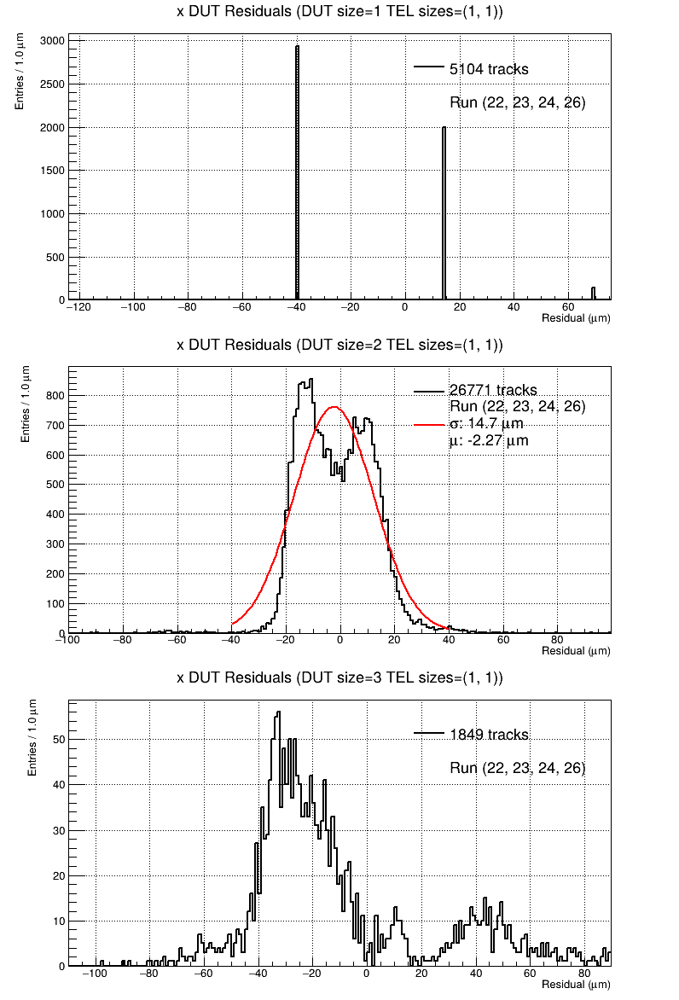 x DUT Residuals (DUT size=1 TEL sizes=(1, 1))
Entries / 1.0 μm
3000
2500
2000
1500
1000
500
0
5104 tracks
Run (22, 23, 24, 26)
−120 −100 −80 −60 −40 −20 0 20 40 60
Residual (μm)
x DUT Residuals (DUT size=2 TEL sizes=(1, 1))
Entries / 1.0 μm
800
700
600
500
400
300
200
100
0
26771 tracks
Run (22, 23, 24, 26)
σ: 14.7 μm
μ: -2.27 μm
−100 −80 −60 −40 −20 0 20 40 60 80
Residual (μm)
x DUT Residuals (DUT size=3 TEL sizes=(1, 1))
Entries / 1.0 μm
50
40
30
20
10
0
1849 tracks
Run (22, 23, 24, 26)
−100 −80 −60 −40 −20 0 20 40 60 80
Residual (μm)